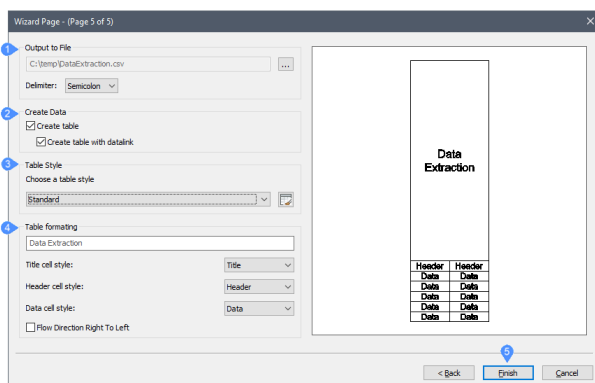 Wizard Page - (Page 5 of 5)
1
Output to File
C:\temp\DataExtraction.csv
...
Delimiter: Semicolon
2
Create Data
Create table
Create table with datalink
3
Table Style
Choose a table style
Standard
4
Table formating
Data Extraction
Title cell style: Title
Header cell style: Header
Data cell style: Data
Flow Direction Right To Left
Data
Extraction
Header Header
Data Data
Data Data
Data Data
Data Data
Data Data
5
< Back Finish Cancel